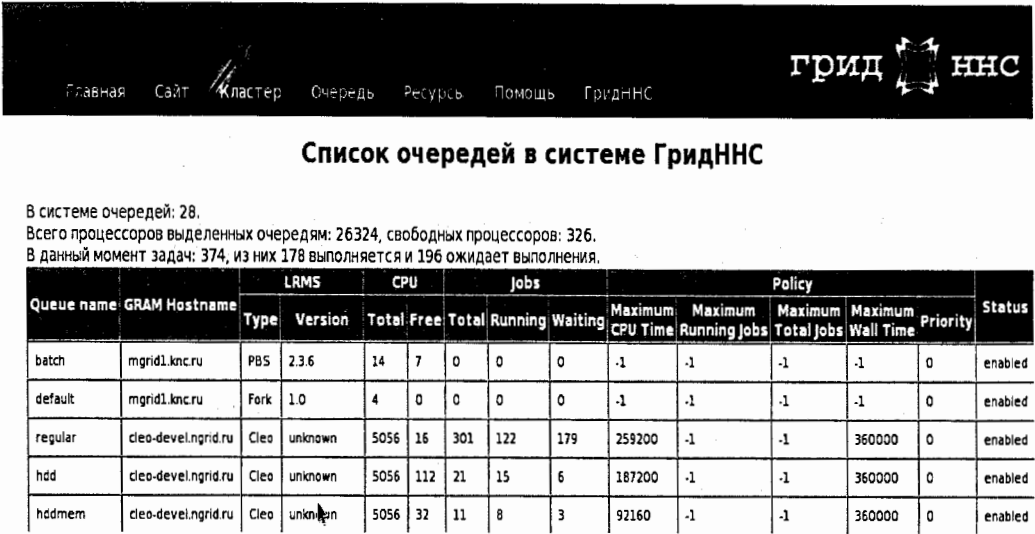 грид ннс
Главная Сайт Кластер Очередь Ресурсы Помощь ГридННС
Список очередей в системе ГридННС
В системе очередей: 28.
Всего процессоров выделенных очередям: 26324, свободных процессоров: 326.
В данный момент задач: 374, из них 178 выполняется и 196 ожидает выполнения.
Queue name GRAM Hostname LRMS CPU Jobs Policy Status
Type Version Total Free Total Running Waiting Maximum CPU Time Maximum Running Jobs Maximum Total Jobs Maximum Wall Time Priority
batch mgrid1.knc.ru PBS 2.3.6 14 7 0 0 0 -1 -1 -1 -1 0 enabled
default mgrid1.knc.ru Fork 1.0 4 0 0 0 0 -1 -1 -1 -1 0 enabled
regular cleo-devel.ngrid.ru Cleo unknown 5056 16 301 122 179 259200 -1 -1 360000 0 enabled
hdd cleo-devel.ngrid.ru Cleo unknown 5056 112 21 15 6 187200 -1 -1 360000 0 enabled
hddmem cleo-devel.ngrid.ru Cleo unknown 5056 32 11 8 3 92160 -1 -1 360000 0 enabled